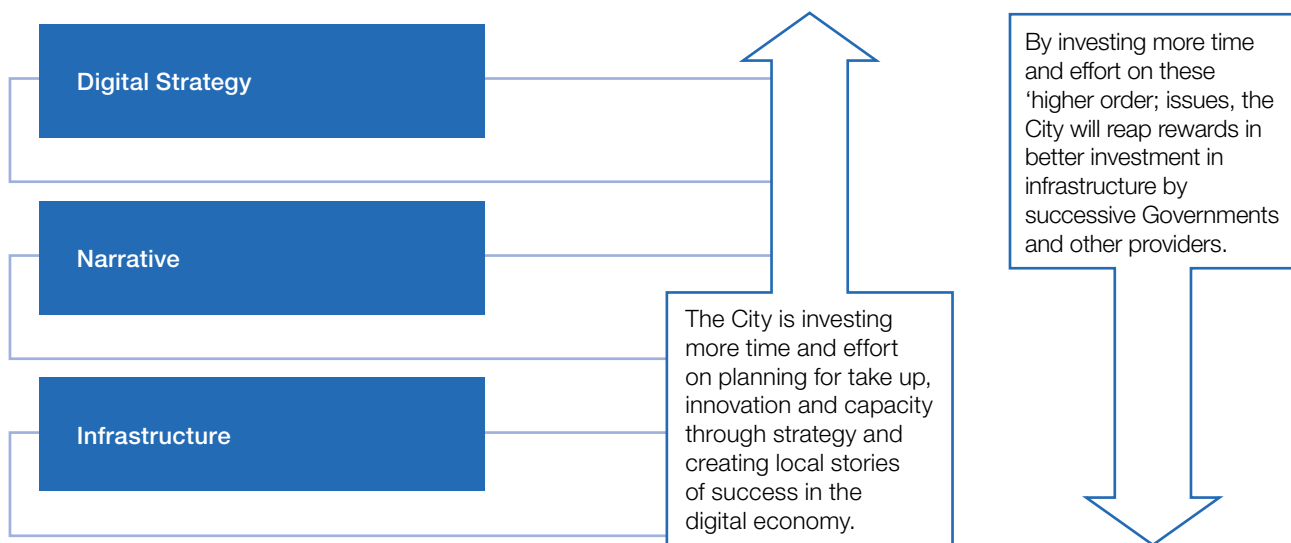 Digital Strategy
Narrative
Infrastructure
The City is investing
more time and effort
on planning for take up,
innovation and capacity
through strategy and
creating local stories
of success in the
digital economy.
By investing more time
and effort on these
‘higher order; issues, the
City will reap rewards in
better investment in
infrastructure by
successive Governments
and other providers.